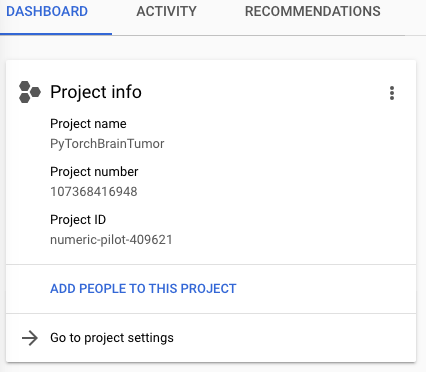 DASHBOARD ACTIVITY RECOMMENDATIONS
Project info
Project name
PyTorchBrainTumor
Project number
107368416948
Project ID
numeric-pilot-409621
ADD PEOPLE TO THIS PROJECT
Go to project settings